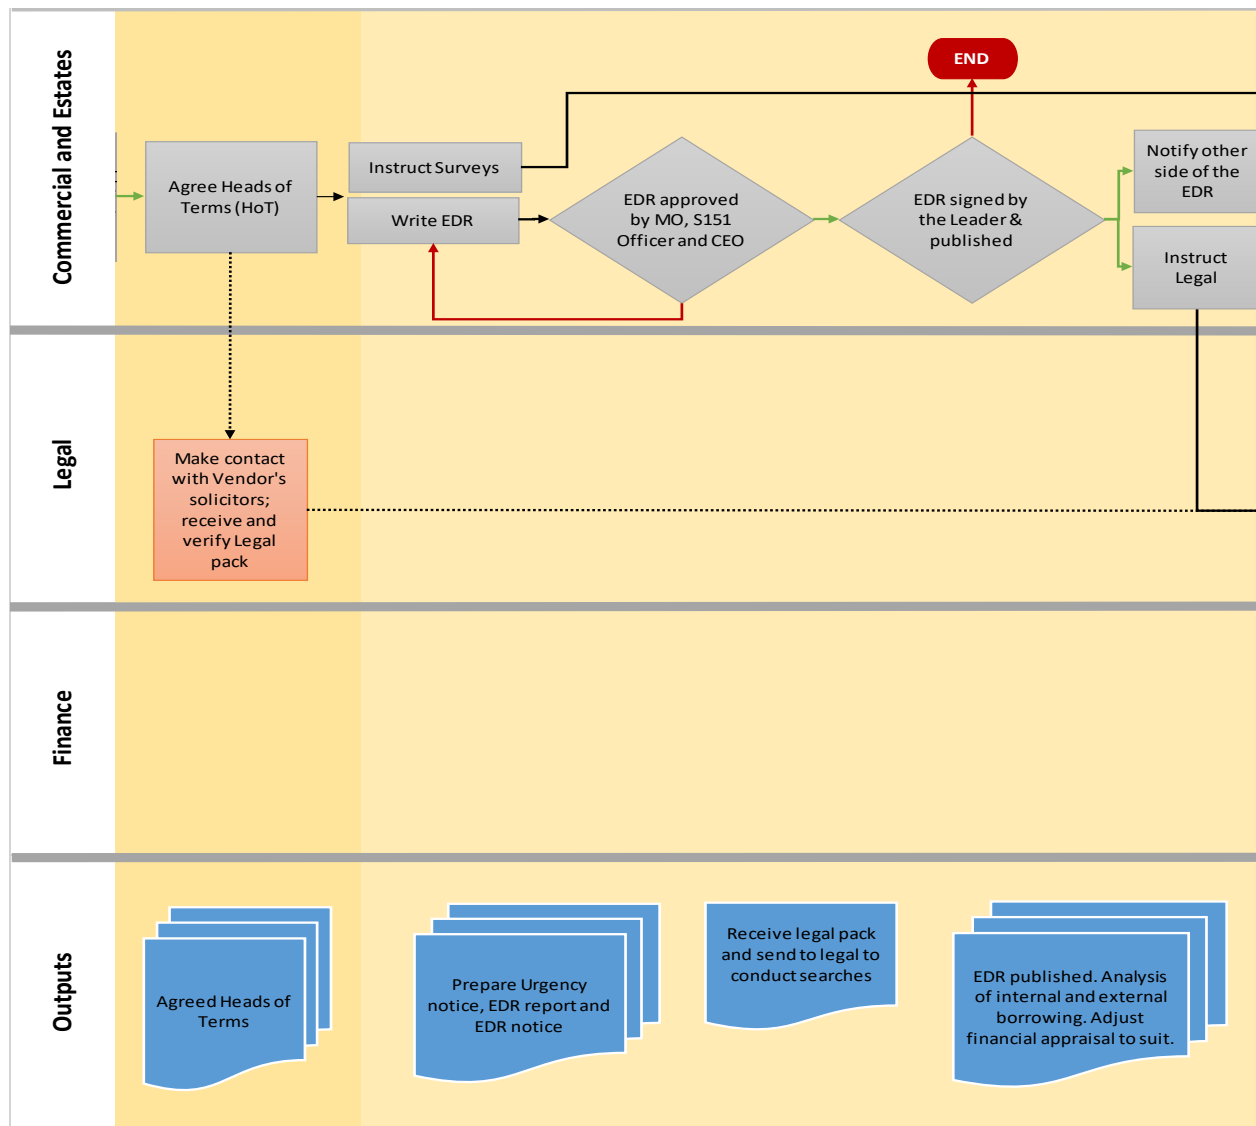 Commercial and Estates
END
Agree Heads of
Terms (HoT)
Instruct Surveys
Write EDR
EDR approved
by MO, S151
Officer and CEO
EDR signed by
the Leader &
published
Notify other
side of the
EDR
Instruct
Legal
Legal
Make contact
with Vendor's
solicitors;
receive and
verify Legal
pack
Finance
Outputs
Agreed Heads of
Terms
Prepare Urgency
notice, EDR report and
EDR notice
Receive legal pack
and send to legal to
conduct searches
EDR published. Analysis
of internal and external
borrowing. Adjust
financial appraisal to suit.